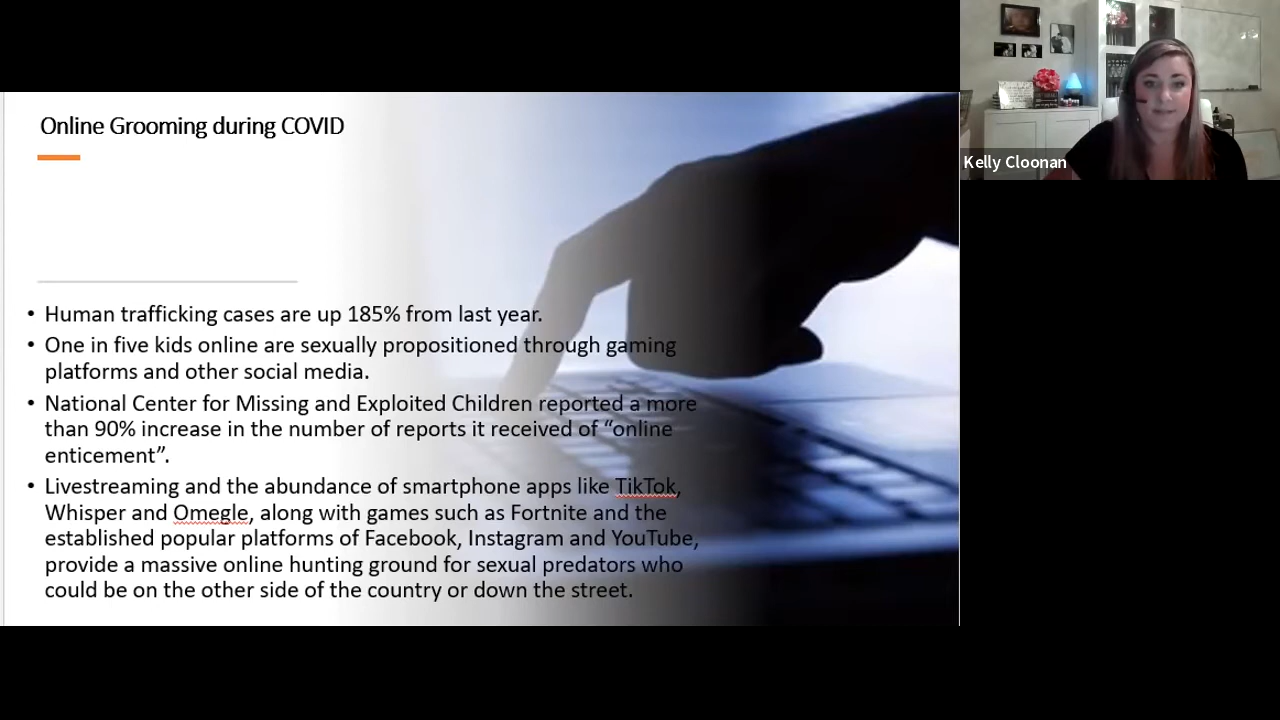 Online Grooming during COVID
• Human trafficking cases are up 185% from last year.
• One in five kids online are sexually propositioned through gaming
platforms and other social media.
• National Center for Missing and Exploited Children reported a more
than 90% increase in the number of reports it received of “online
enticement”.
• Livestreaming and the abundance of smartphone apps like TikTok,
Whisper and Omegle, along with games such as Fortnite and the
established popular platforms of Facebook, Instagram and YouTube,
provide a massive online hunting ground for sexual predators who
could be on the other side of the country or down the street.
Kelly Cloonan